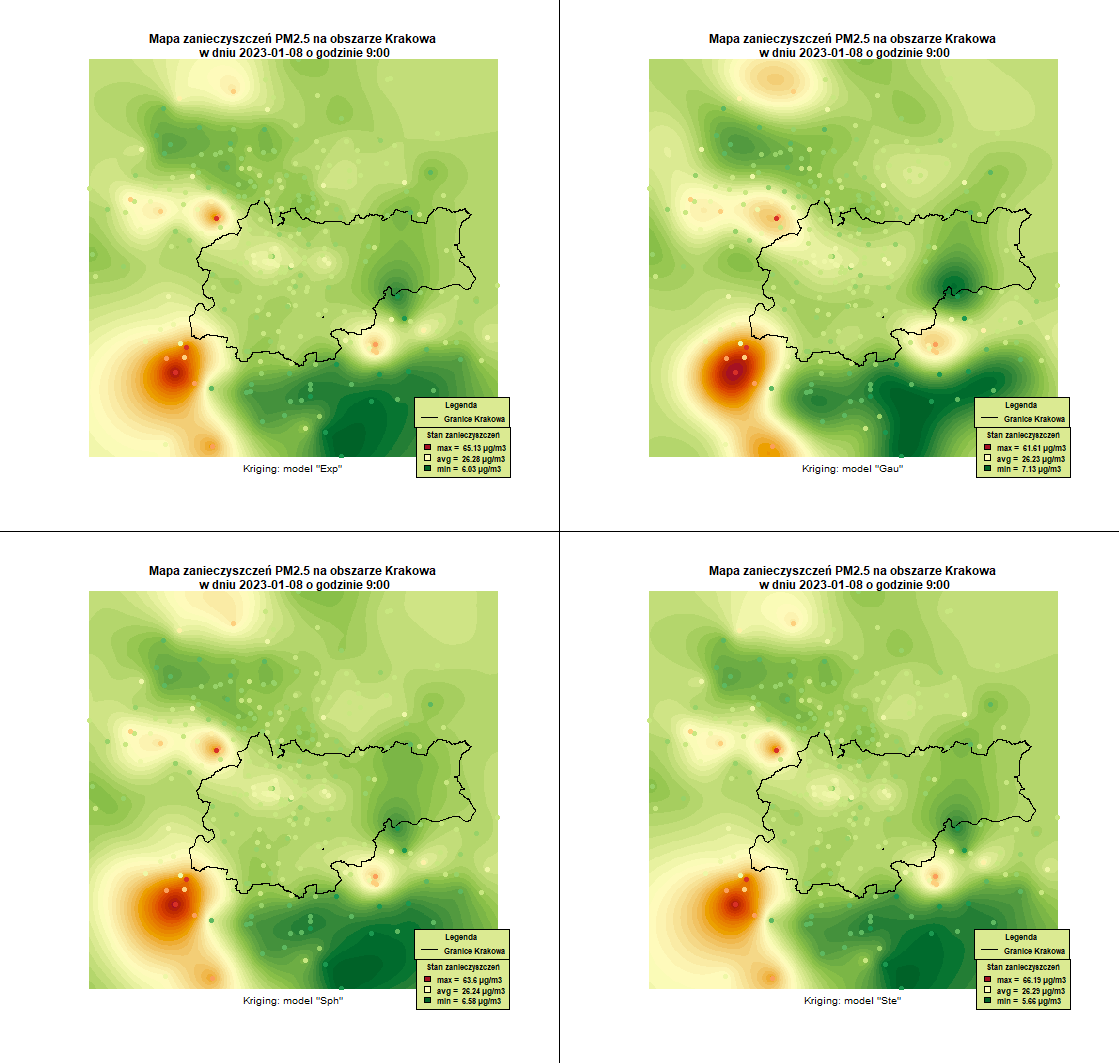 Mapa zanieczyszczeń PM2.5 na obszarze Krakowa
w dniu 2023-01-08 o godzinie 9:00
Legenda
Granice Krakowa
Stan zanieczyszczeń
max = 65.13 µg/m3
avg = 26.28 µg/m3
min = 6.03 µg/m3
Kriging: model "Exp"
Mapa zanieczyszczeń PM2.5 na obszarze Krakowa
w dniu 2023-01-08 o godzinie 9:00
Legenda
Granice Krakowa
Stan zanieczyszczeń
max = 61.61 µg/m3
avg = 26.23 µg/m3
min = 7.13 µg/m3
Kriging: model "Gau"
Mapa zanieczyszczeń PM2.5 na obszarze Krakowa
w dniu 2023-01-08 o godzinie 9:00
Legenda
Granice Krakowa
Stan zanieczyszczeń
max = 63.6 µg/m3
avg = 26.24 µg/m3
min = 6.58 µg/m3
Kriging: model "Sph"
Mapa zanieczyszczeń PM2.5 na obszarze Krakowa
w dniu 2023-01-08 o godzinie 9:00
Legenda
Granice Krakowa
Stan zanieczyszczeń
max = 66.19 µg/m3
avg = 26.29 µg/m3
min = 5.66 µg/m3
Kriging: model "Ste"